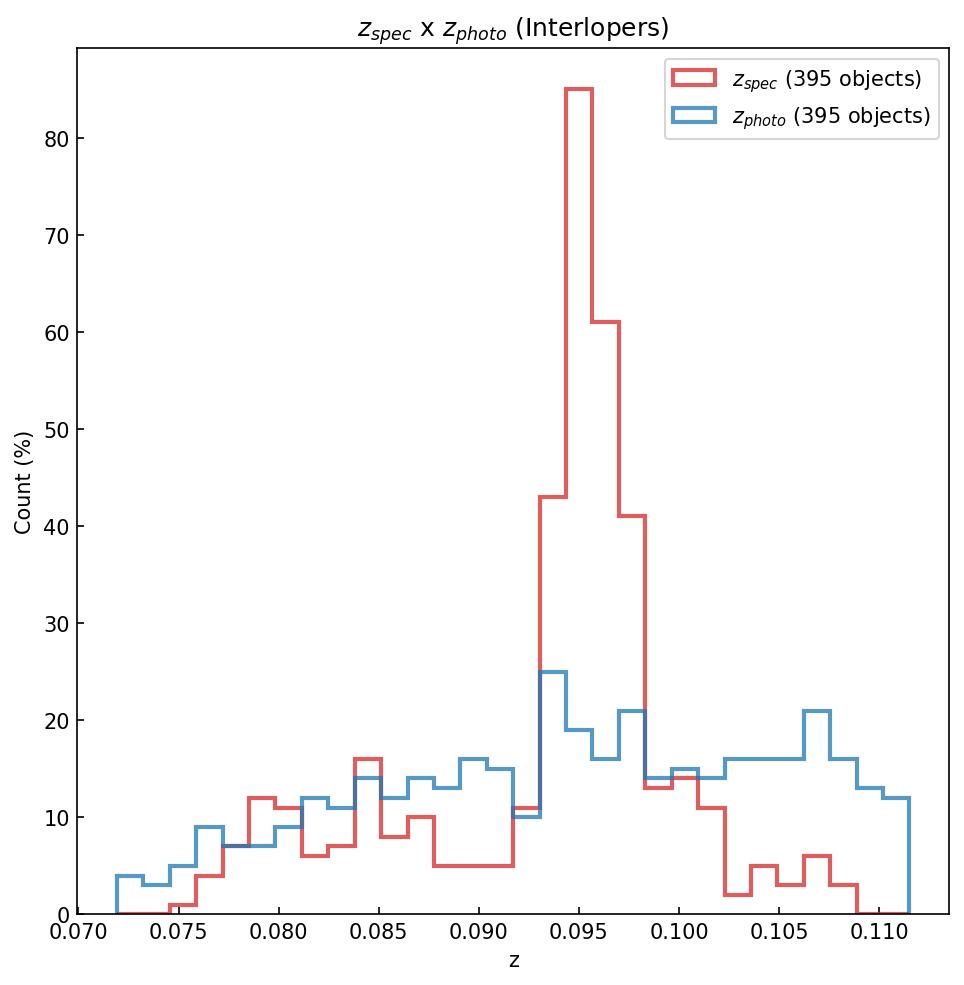 z_spec x z_photo (Interlopers)
z_spec (395 objects)
z_photo (395 objects)
Count (%)
80
70
60
50
40
30
20
10
0
0.070 0.075 0.080 0.085 0.090 0.095 0.100 0.105 0.110
z